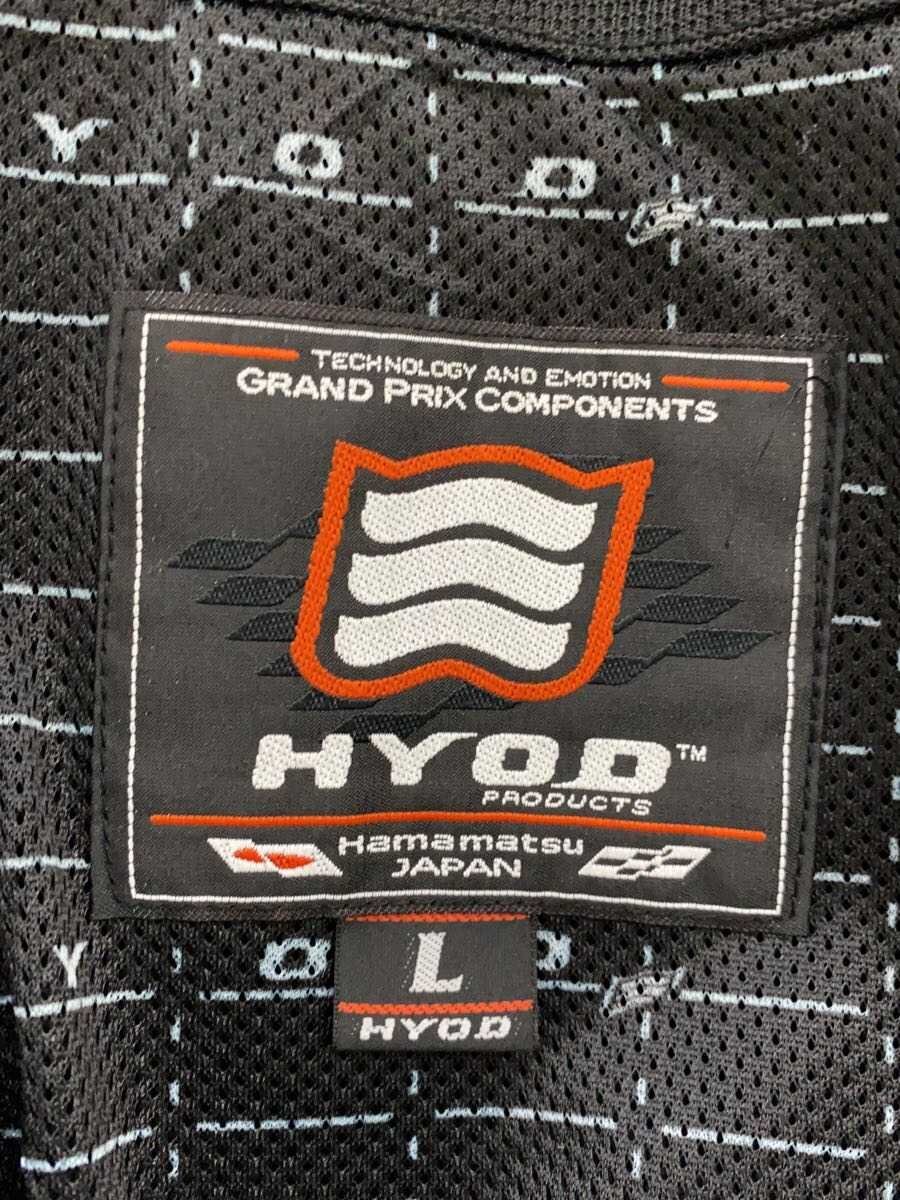 Y O D
TECHNOLOGY AND EMOTION
GRAND PRIX COMPONENTS
HYOD™
PRODUCTS
Hamamatsu
JAPAN
Y O D
L
HYOD